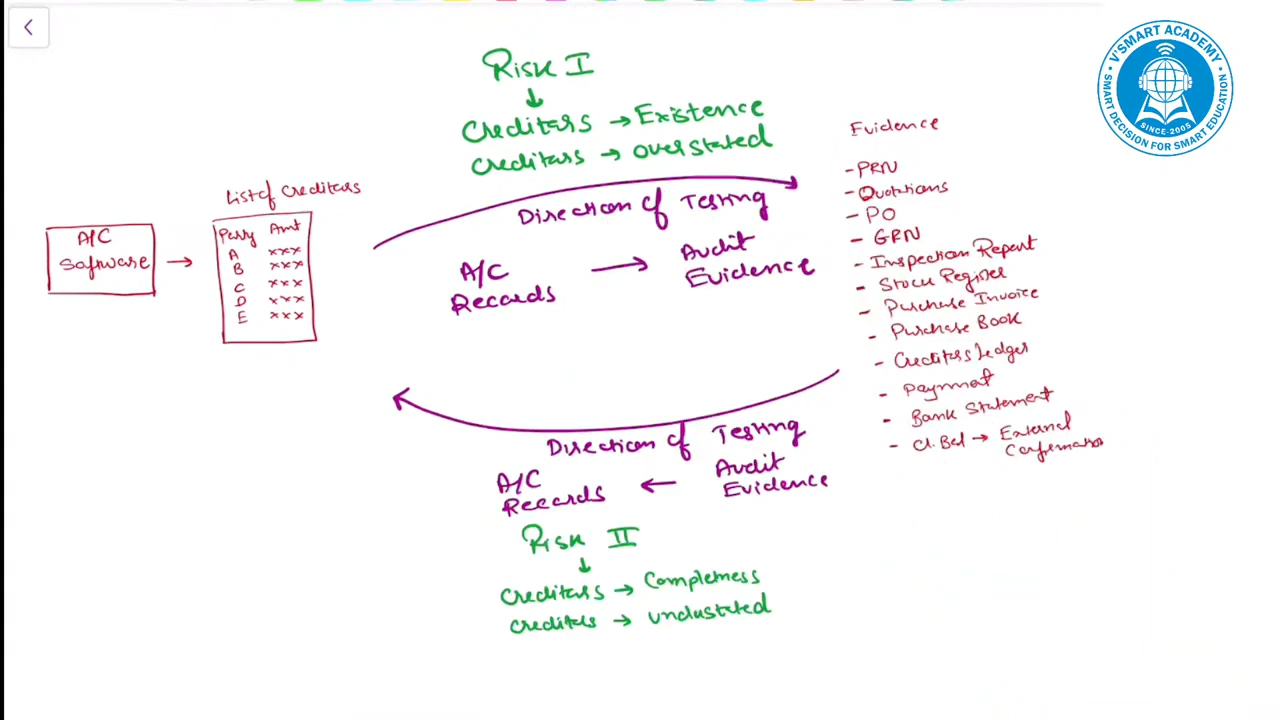 Risk I
Creditors → Existence
Creditors → overstated
Direction of Testing
A/C Records → Audit Evidence
A/C Software →
List of Creditors
Party Amt
A xxx
B xxx
C xxx
D xxx
E xxx
Evidence
- PRN
- Quotations
- PO
- GRN
- Inspection Report
- Stock Register
- Purchase Invoice
- Purchase Book
- Creditors Ledger
- Payment
- Bank Statement
- Cl. Bal → External Confirmation
Direction of Testing
A/C Records ← Audit Evidence
Risk II
Creditors → Completness
Creditors → understated
V'SMART ACADEMY
SINCE-2005
SMART DECISION FOR SMART EDUCATION